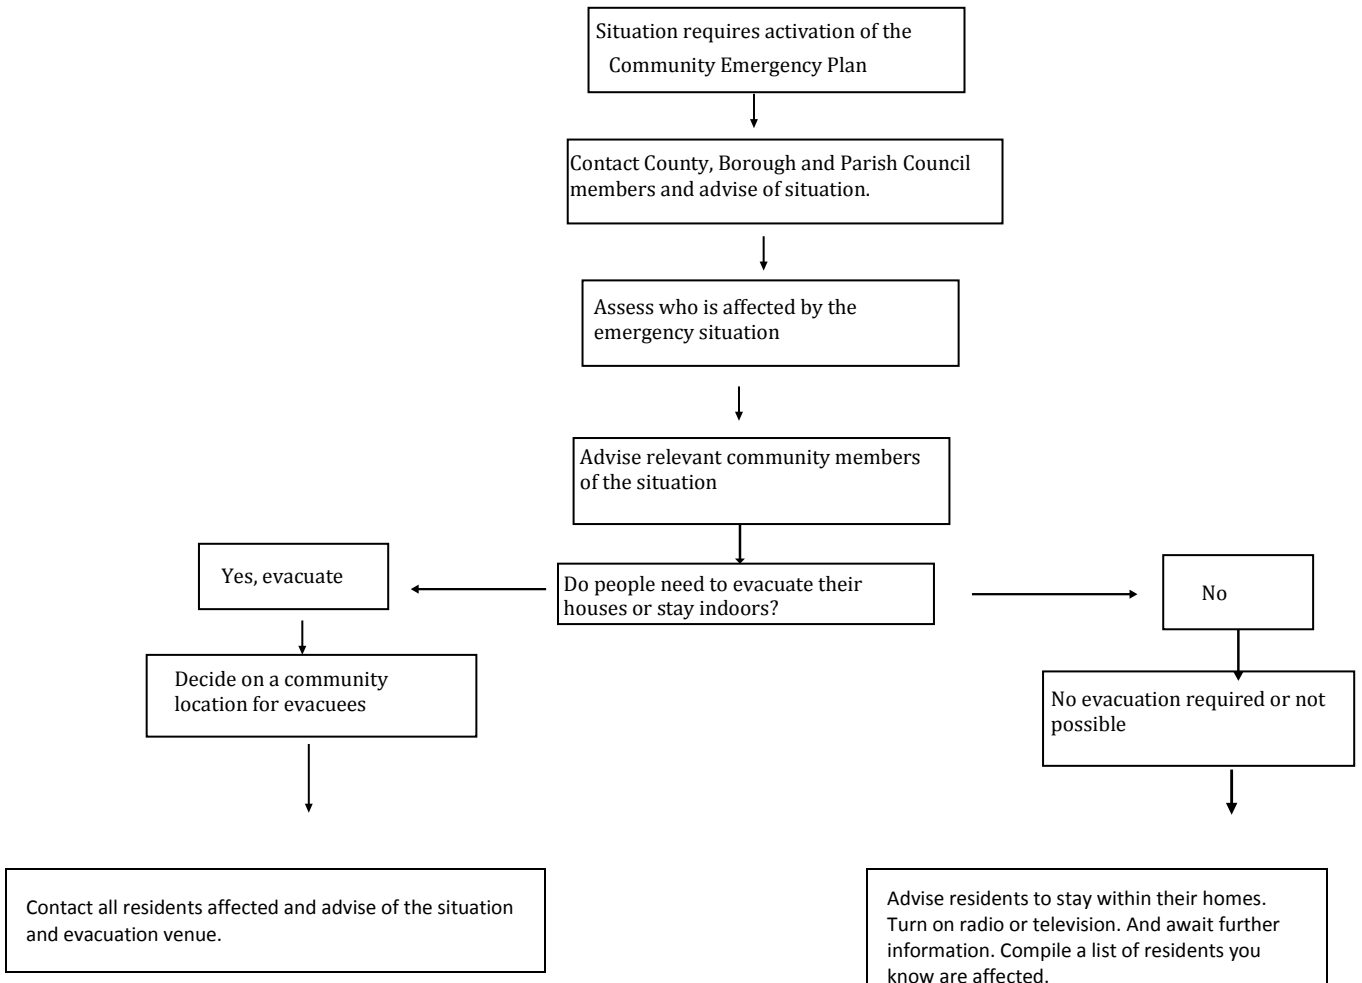 Situation requires activation of the
Community Emergency Plan
Contact County, Borough and Parish Council
members and advise of situation.
Assess who is affected by the
emergency situation
Advise relevant community members
of the situation
Do people need to evacuate their
houses or stay indoors?
Yes, evacuate
Decide on a community
location for evacuees
Contact all residents affected and advise of the situation
and evacuation venue.
No
No evacuation required or not
possible
Advise residents to stay within their homes.
Turn on radio or television. And await further
information. Compile a list of residents you
know are affected.